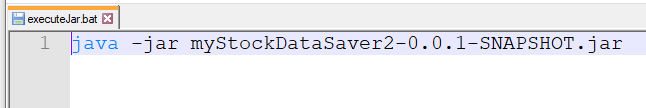 executeJar.bat
1 java -jar myStockDataSaver2-0.0.1-SNAPSHOT.jar